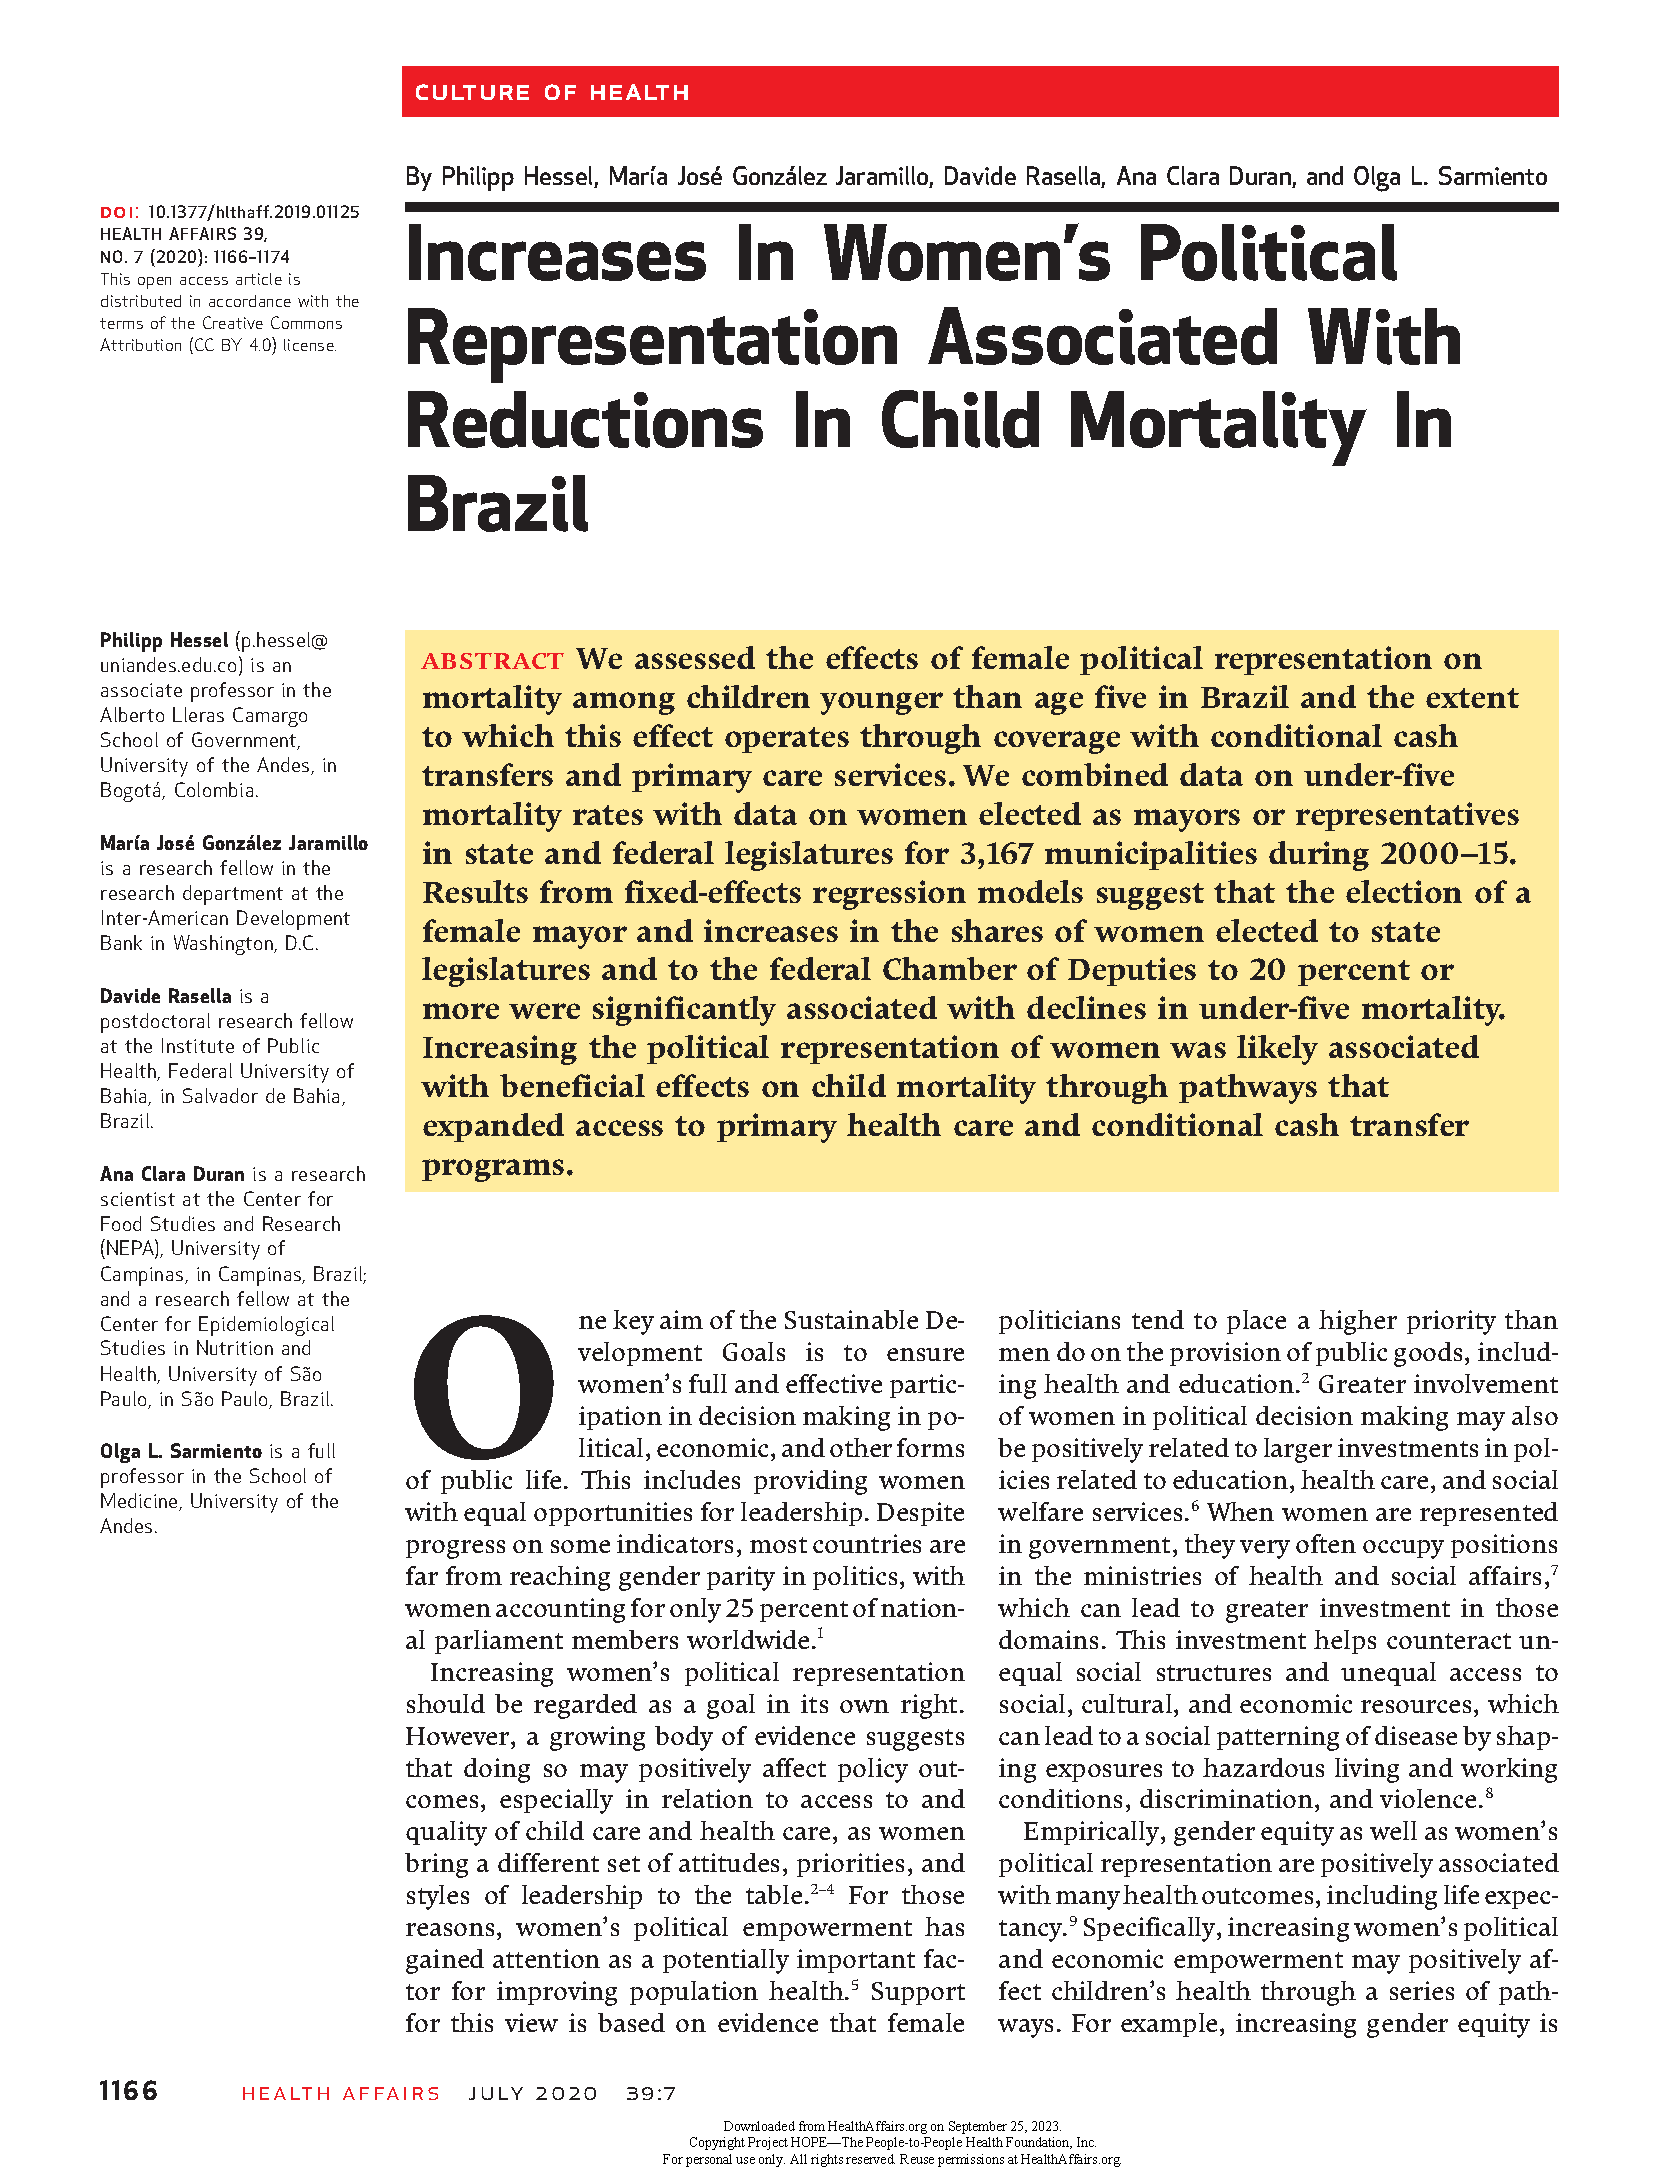 CULTURE OF HEALTH
By Philipp Hessel, María José González Jaramillo, Davide Rasella, Ana Clara Duran, and Olga L. Sarmiento
DOI: 10.1377/hlthaff.2019.01125
HEALTH AFFAIRS 39,
NO. 7 (2020): 1166–1174
This open access article is
distributed in accordance with the
terms of the Creative Commons
Attribution (CC BY 4.0) license.
Increases In Women's Political
Representation Associated With
Reductions In Child Mortality In
Brazil
Philipp Hessel (p.hessel@
uniandes.edu.co) is an
associate professor in the
Alberto Lleras Camargo
School of Government,
University of the Andes, in
Bogotá, Colombia.
María José González Jaramillo
is a research fellow in the
research department at the
Inter-American Development
Bank in Washington, D.C.
Davide Rasella is a
postdoctoral research fellow
at the Institute of Public
Health, Federal University of
Bahia, in Salvador de Bahia,
Brazil.
Ana Clara Duran is a research
scientist at the Center for
Food Studies and Research
(NEPA), University of
Campinas, in Campinas, Brazil;
and a research fellow at the
Center for Epidemiological
Studies in Nutrition and
Health, University of São
Paulo, in São Paulo, Brazil.
Olga L. Sarmiento is a full
professor in the School of
Medicine, University of the
Andes.
ABSTRACT We assessed the effects of female political representation on
mortality among children younger than age five in Brazil and the extent
to which this effect operates through coverage with conditional cash
transfers and primary care services. We combined data on under-five
mortality rates with data on women elected as mayors or representatives
in state and federal legislatures for 3,167 municipalities during 2000–15.
Results from fixed-effects regression models suggest that the election of a
female mayor and increases in the shares of women elected to state
legislatures and to the federal Chamber of Deputies to 20 percent or
more were significantly associated with declines in under-five mortality.
Increasing the political representation of women was likely associated
with beneficial effects on child mortality through pathways that
expanded access to primary health care and conditional cash transfer
programs.
One key aim of the Sustainable De-
velopment Goals is to ensure
women's full and effective partic-
ipation in decision making in po-
litical, economic, and other forms
of public life. This includes providing women
with equal opportunities for leadership. Despite
progress on some indicators, most countries are
far from reaching gender parity in politics, with
women accounting for only 25 percent of nation-
al parliament members worldwide.1
Increasing women's political representation
should be regarded as a goal in its own right.
However, a growing body of evidence suggests
that doing so may positively affect policy out-
comes, especially in relation to access to and
quality of child care and health care, as women
bring a different set of attitudes, priorities, and
styles of leadership to the table.2–4 For those
reasons, women's political empowerment has
gained attention as a potentially important fac-
tor for improving population health.5 Support
for this view is based on evidence that female
politicians tend to place a higher priority than
men do on the provision of public goods, includ-
ing health and education.2 Greater involvement
of women in political decision making may also
be positively related to larger investments in pol-
icies related to education, health care, and social
welfare services.6 When women are represented
in government, they very often occupy positions
in the ministries of health and social affairs,7
which can lead to greater investment in those
domains. This investment helps counteract un-
equal social structures and unequal access to
social, cultural, and economic resources, which
can lead to a social patterning of disease by shap-
ing exposures to hazardous living and working
conditions, discrimination, and violence.8
Empirically, gender equity as well as women's
political representation are positively associated
with many health outcomes, including life expec-
tancy.9 Specifically, increasing women's political
and economic empowerment may positively af-
fect children's health through a series of path-
ways. For example, increasing gender equity is
1166 HEALTH AFFAIRS JULY 2020 39:7
Downloaded from HealthAffairs.org on September 25, 2023.
Copyright Project HOPE—The People-to-People Health Foundation, Inc.
For personal use only. All rights reserved. Reuse permissions at HealthAffairs.org.